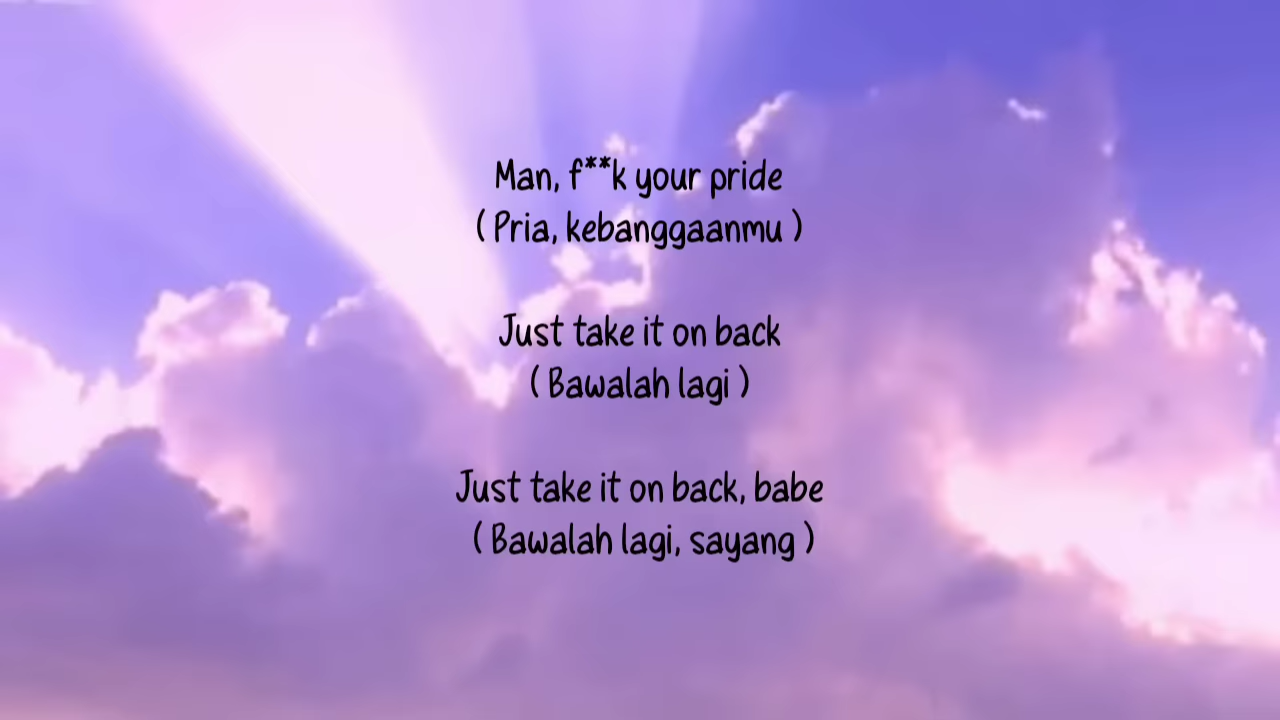 Man, f**k your pride
( Pria, kebanggaanmu )
Just take it on back
( Bawalah lagi )
Just take it on back, babe
( Bawalah lagi, sayang )